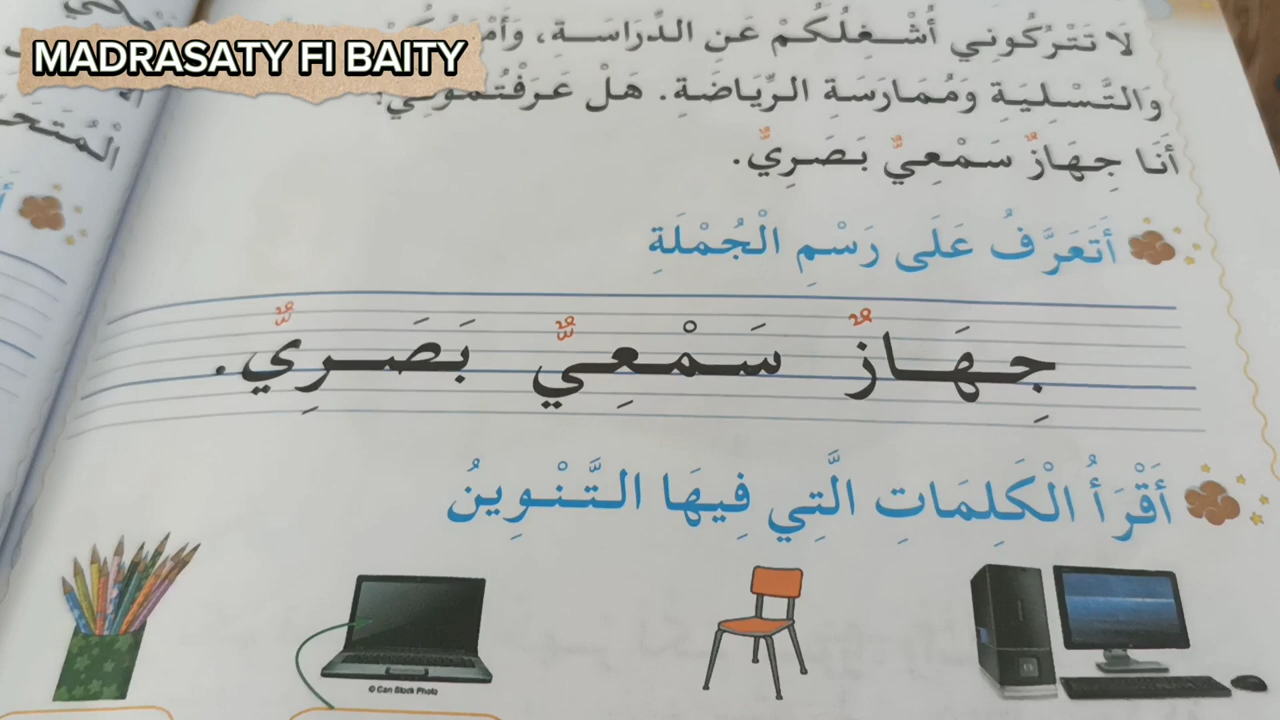 MADRASATY FI BAITY
لَا تَتْرُكُونِي أُشْغِلُكُمْ عَنِ الدِّرَاسَةِ،
وَالتَّسْلِيَةِ وَمُمَارَسَةِ الرِّيَاضَةِ. هَلْ عَرَفْتُمُونِي؟
أَنَا جِهَازٌ سَمْعِيٌّ بَصَرِيٌّ.
أَتَعَرَّفُ عَلَى رَسْمِ الْجُمْلَةِ
جِهَازٌ سَمْعِيٌّ بَصَرِيٌّ.
أَقْرَأُ الْكَلِمَاتِ الَّتِي فِيهَا التَّنْوِينُ
© Can Stock Photo